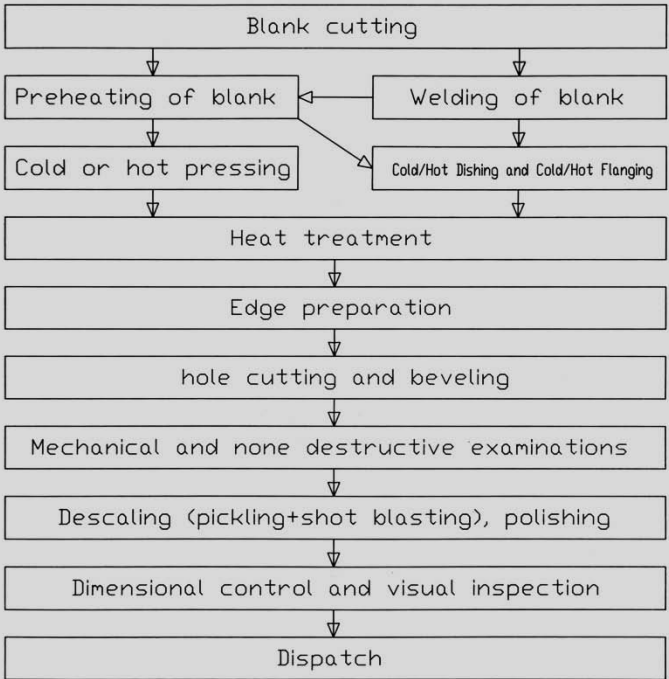 Blank cutting
Preheating of blank
Welding of blank
Cold or hot pressing
Cold/Hot Dishing and Cold/Hot Flanging
Heat treatment
Edge preparation
hole cutting and beveling
Mechanical and none destructive examinations
Descaling (pickling+shot blasting), polishing
Dimensional control and visual inspection
Dispatch